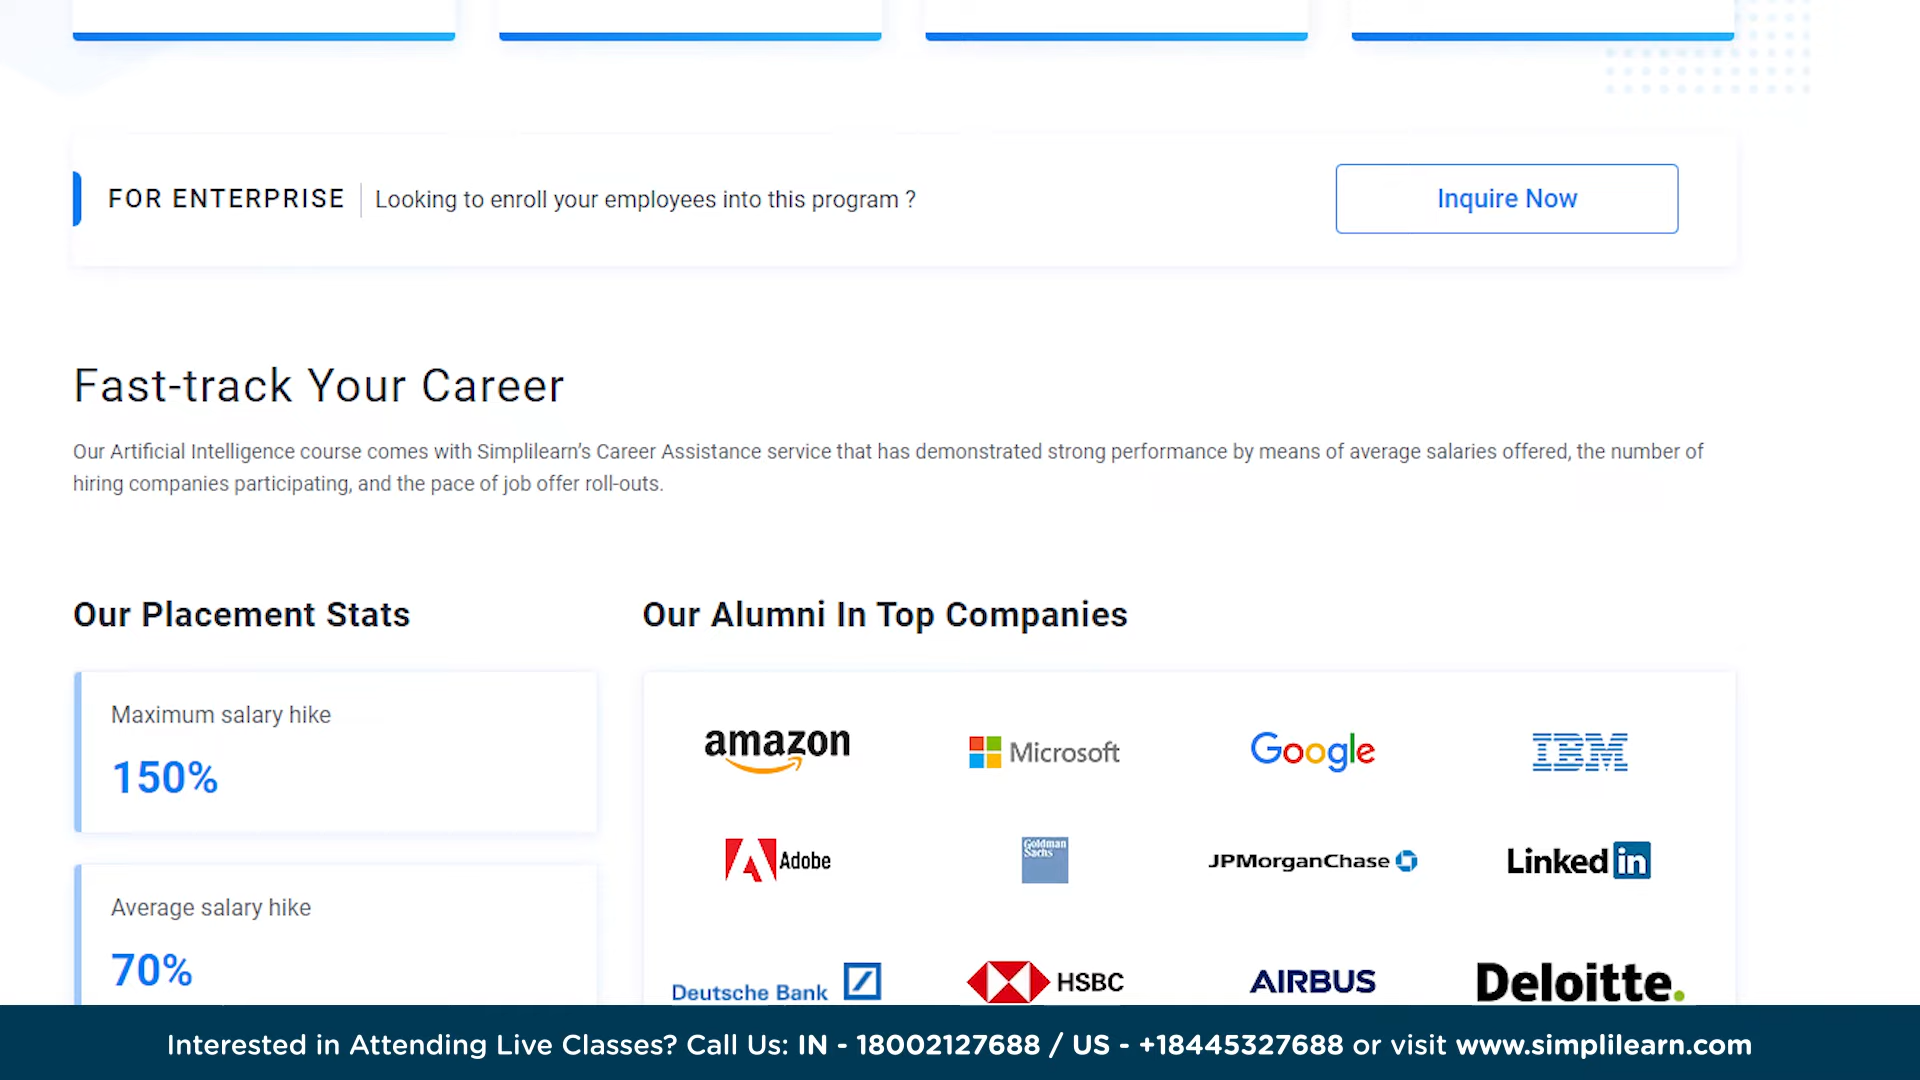 FOR ENTERPRISE
Looking to enroll your employees into this program ?
Inquire Now
Fast-track Your Career
Our Artificial Intelligence course comes with Simplilearn’s Career Assistance service that has demonstrated strong performance by means of average salaries offered, the number of
hiring companies participating, and the pace of job offer roll-outs.
Our Placement Stats
Maximum salary hike
150%
Average salary hike
70%
Our Alumni In Top Companies
amazon
Microsoft
Google
IBM
Adobe
Goldman
Sachs
JPMorganChase
Linked in
Deutsche Bank
HSBC
AIRBUS
Deloitte.
Interested in Attending Live Classes? Call Us: IN - 18002127688 / US - +18445327688 or visit www.simplilearn.com